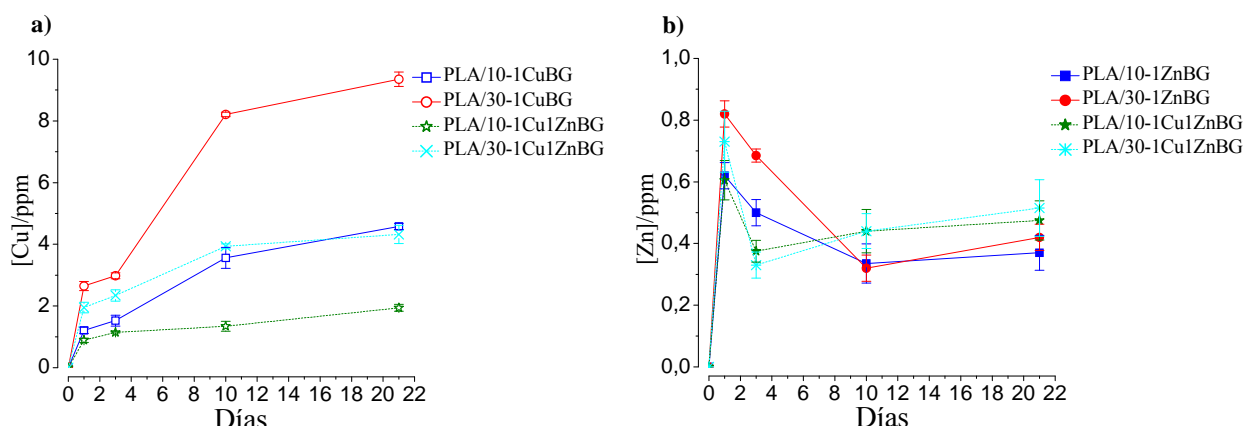 a)
[Cu]/ppm
10
8
6
4
2
0
0 2 4 6 8 10 12 14 16 18 20 22
Días
PLA/10-1CuBG
PLA/30-1CuBG
PLA/10-1Cu1ZnBG
PLA/30-1Cu1ZnBG
b)
[Zn]/ppm
1,0
0,8
0,6
0,4
0,2
0,0
0 2 4 6 8 10 12 14 16 18 20 22
Días
PLA/10-1ZnBG
PLA/30-1ZnBG
PLA/10-1Cu1ZnBG
PLA/30-1Cu1ZnBG